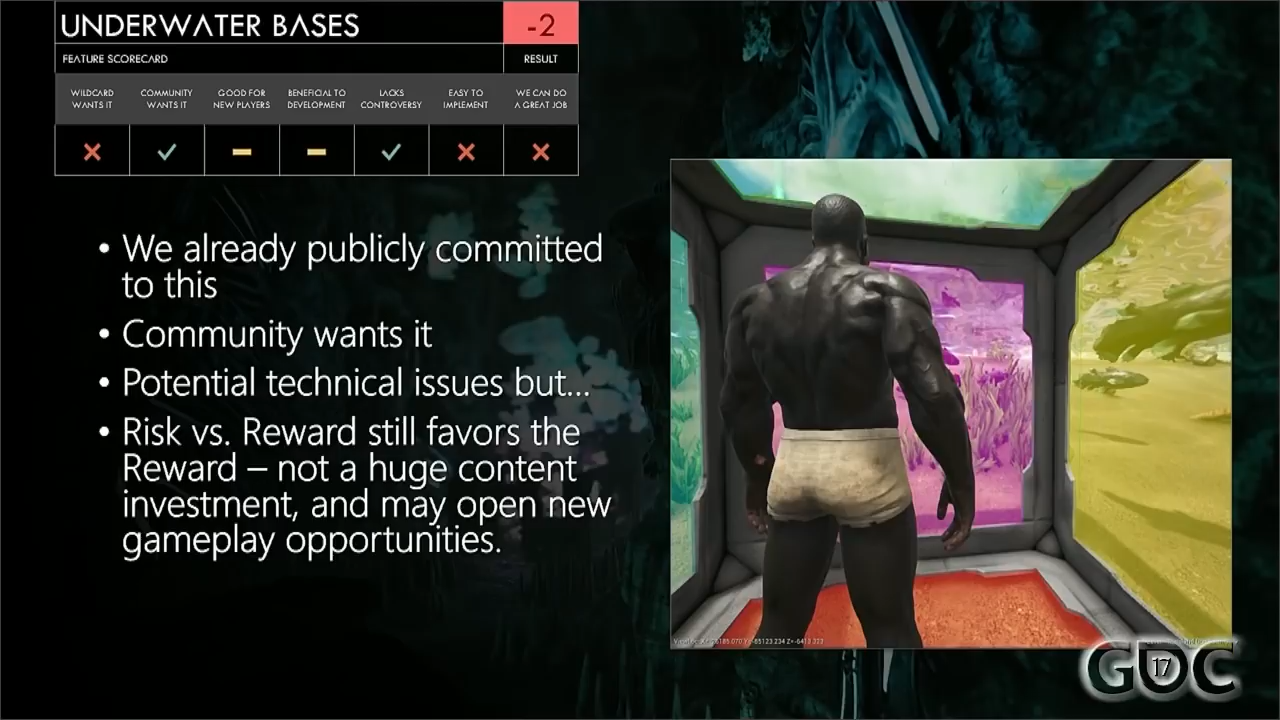 UNDERWATER BASES
-2
FEATURE SCORECARD
RESULT
WILDCARD WANTS IT
COMMUNITY WANTS IT
GOOD FOR NEW PLAYERS
BENEFICIAL TO DEVELOPMENT
LACKS CONTROVERSY
EASY TO IMPLEMENT
WE CAN DO A GREAT JOB
• We already publicly committed
to this
• Community wants it
• Potential technical issues but...
• Risk vs. Reward still favors the
Reward – not a huge content
investment, and may open new
gameplay opportunities.
GDC
17